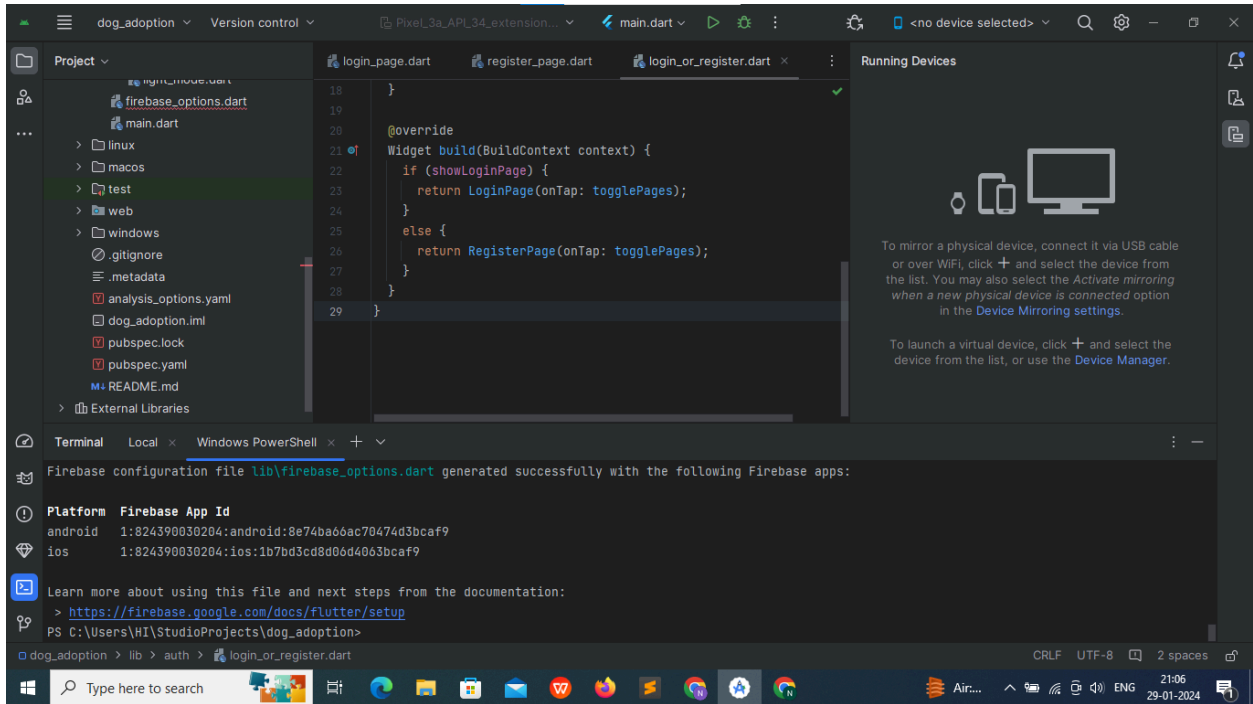 dog_adoption Version control Pixel_3a_API_34_extension... main.dart <no device selected>
Project
login_page.dart register_page.dart login_or_register.dart
Running Devices
light_mode.dart
firebase_options.dart
main.dart
linux
macos
test
web
windows
.gitignore
.metadata
analysis_options.yaml
dog_adoption.iml
pubspec.lock
pubspec.yaml
M↓ README.md
External Libraries
18 }
19
20 @override
21 Widget build(BuildContext context) {
22 if (showLoginPage) {
23 return LoginPage(onTap: togglePages);
24 }
25 else {
26 return RegisterPage(onTap: togglePages);
27 }
28 }
29 }
To mirror a physical device, connect it via USB cable
or over WiFi, click + and select the device from
the list. You may also select the Activate mirroring
when a new physical device is connected option
in the Device Mirroring settings.
To launch a virtual device, click + and select the
device from the list, or use the Device Manager.
Terminal Local Windows PowerShell
Firebase configuration file lib\firebase_options.dart generated successfully with the following Firebase apps:
Platform Firebase App Id
android 1:824390030204:android:8e74ba66ac70474d3bcaf9
ios 1:824390030204:ios:1b7bd3cd8d06d4063bcaf9
Learn more about using this file and next steps from the documentation:
> https://firebase.google.com/docs/flutter/setup
PS C:\Users\HI\StudioProjects\dog_adoption>
dog_adoption > lib > auth > login_or_register.dart CRLF UTF-8 2 spaces
Type here to search Air... ENG 21:06
29-01-2024